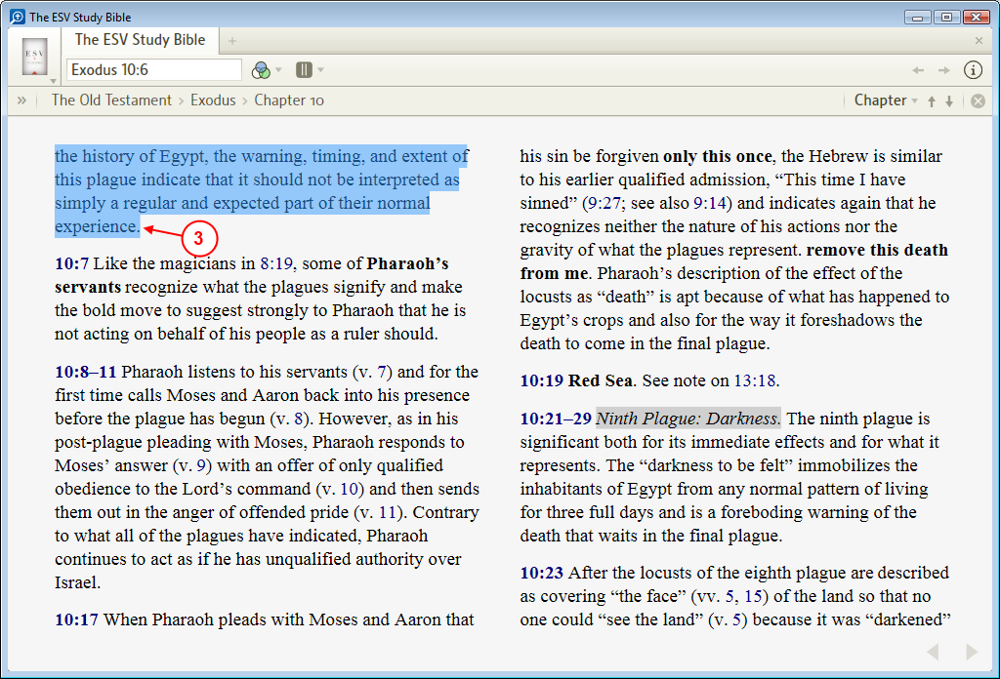 The ESV Study Bible
The ESV Study Bible
ESV
Exodus 10:6
The Old Testament › Exodus › Chapter 10
Chapter
the history of Egypt, the warning, timing, and extent of
this plague indicate that it should not be interpreted as
simply a regular and expected part of their normal
experience.
3
10:7 Like the magicians in 8:19, some of Pharaoh’s
servants recognize what the plagues signify and make
the bold move to suggest strongly to Pharaoh that he is
not acting on behalf of his people as a ruler should.
10:8–11 Pharaoh listens to his servants (v. 7) and for the
first time calls Moses and Aaron back into his presence
before the plague has begun (v. 8). However, as in his
post-plague pleading with Moses, Pharaoh responds to
Moses’ answer (v. 9) with an offer of only qualified
obedience to the Lord’s command (v. 10) and then sends
them out in the anger of offended pride (v. 11). Contrary
to what all of the plagues have indicated, Pharaoh
continues to act as if he has unqualified authority over
Israel.
10:17 When Pharaoh pleads with Moses and Aaron that
his sin be forgiven only this once, the Hebrew is similar
to his earlier qualified admission, “This time I have
sinned” (9:27; see also 9:14) and indicates again that he
recognizes neither the nature of his actions nor the
gravity of what the plagues represent. remove this death
from me. Pharaoh’s description of the effect of the
locusts as “death” is apt because of what has happened to
Egypt’s crops and also for the way it foreshadows the
death to come in the final plague.
10:19 Red Sea. See note on 13:18.
10:21–29 Ninth Plague: Darkness. The ninth plague is
significant both for its immediate effects and for what it
represents. The “darkness to be felt” immobilizes the
inhabitants of Egypt from any normal pattern of living
for three full days and is a foreboding warning of the
death that waits in the final plague.
10:23 After the locusts of the eighth plague are described
as covering “the face” (vv. 5, 15) of the land so that no
one could “see the land” (v. 5) because it was “darkened”